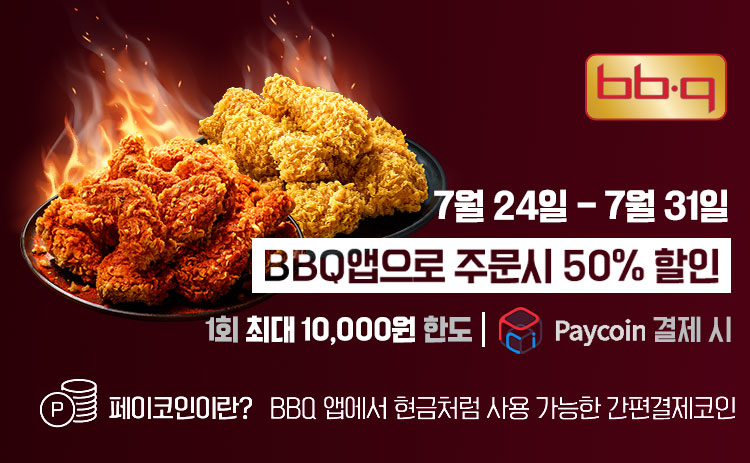 bb·q
7월 24일 - 7월 31일
BBQ앱으로 주문시 50% 할인
1회 최대 10,000원 한도 | PCi Paycoin 결제 시
P 페이코인이란? BBQ 앱에서 현금처럼 사용 가능한 간편결제코인